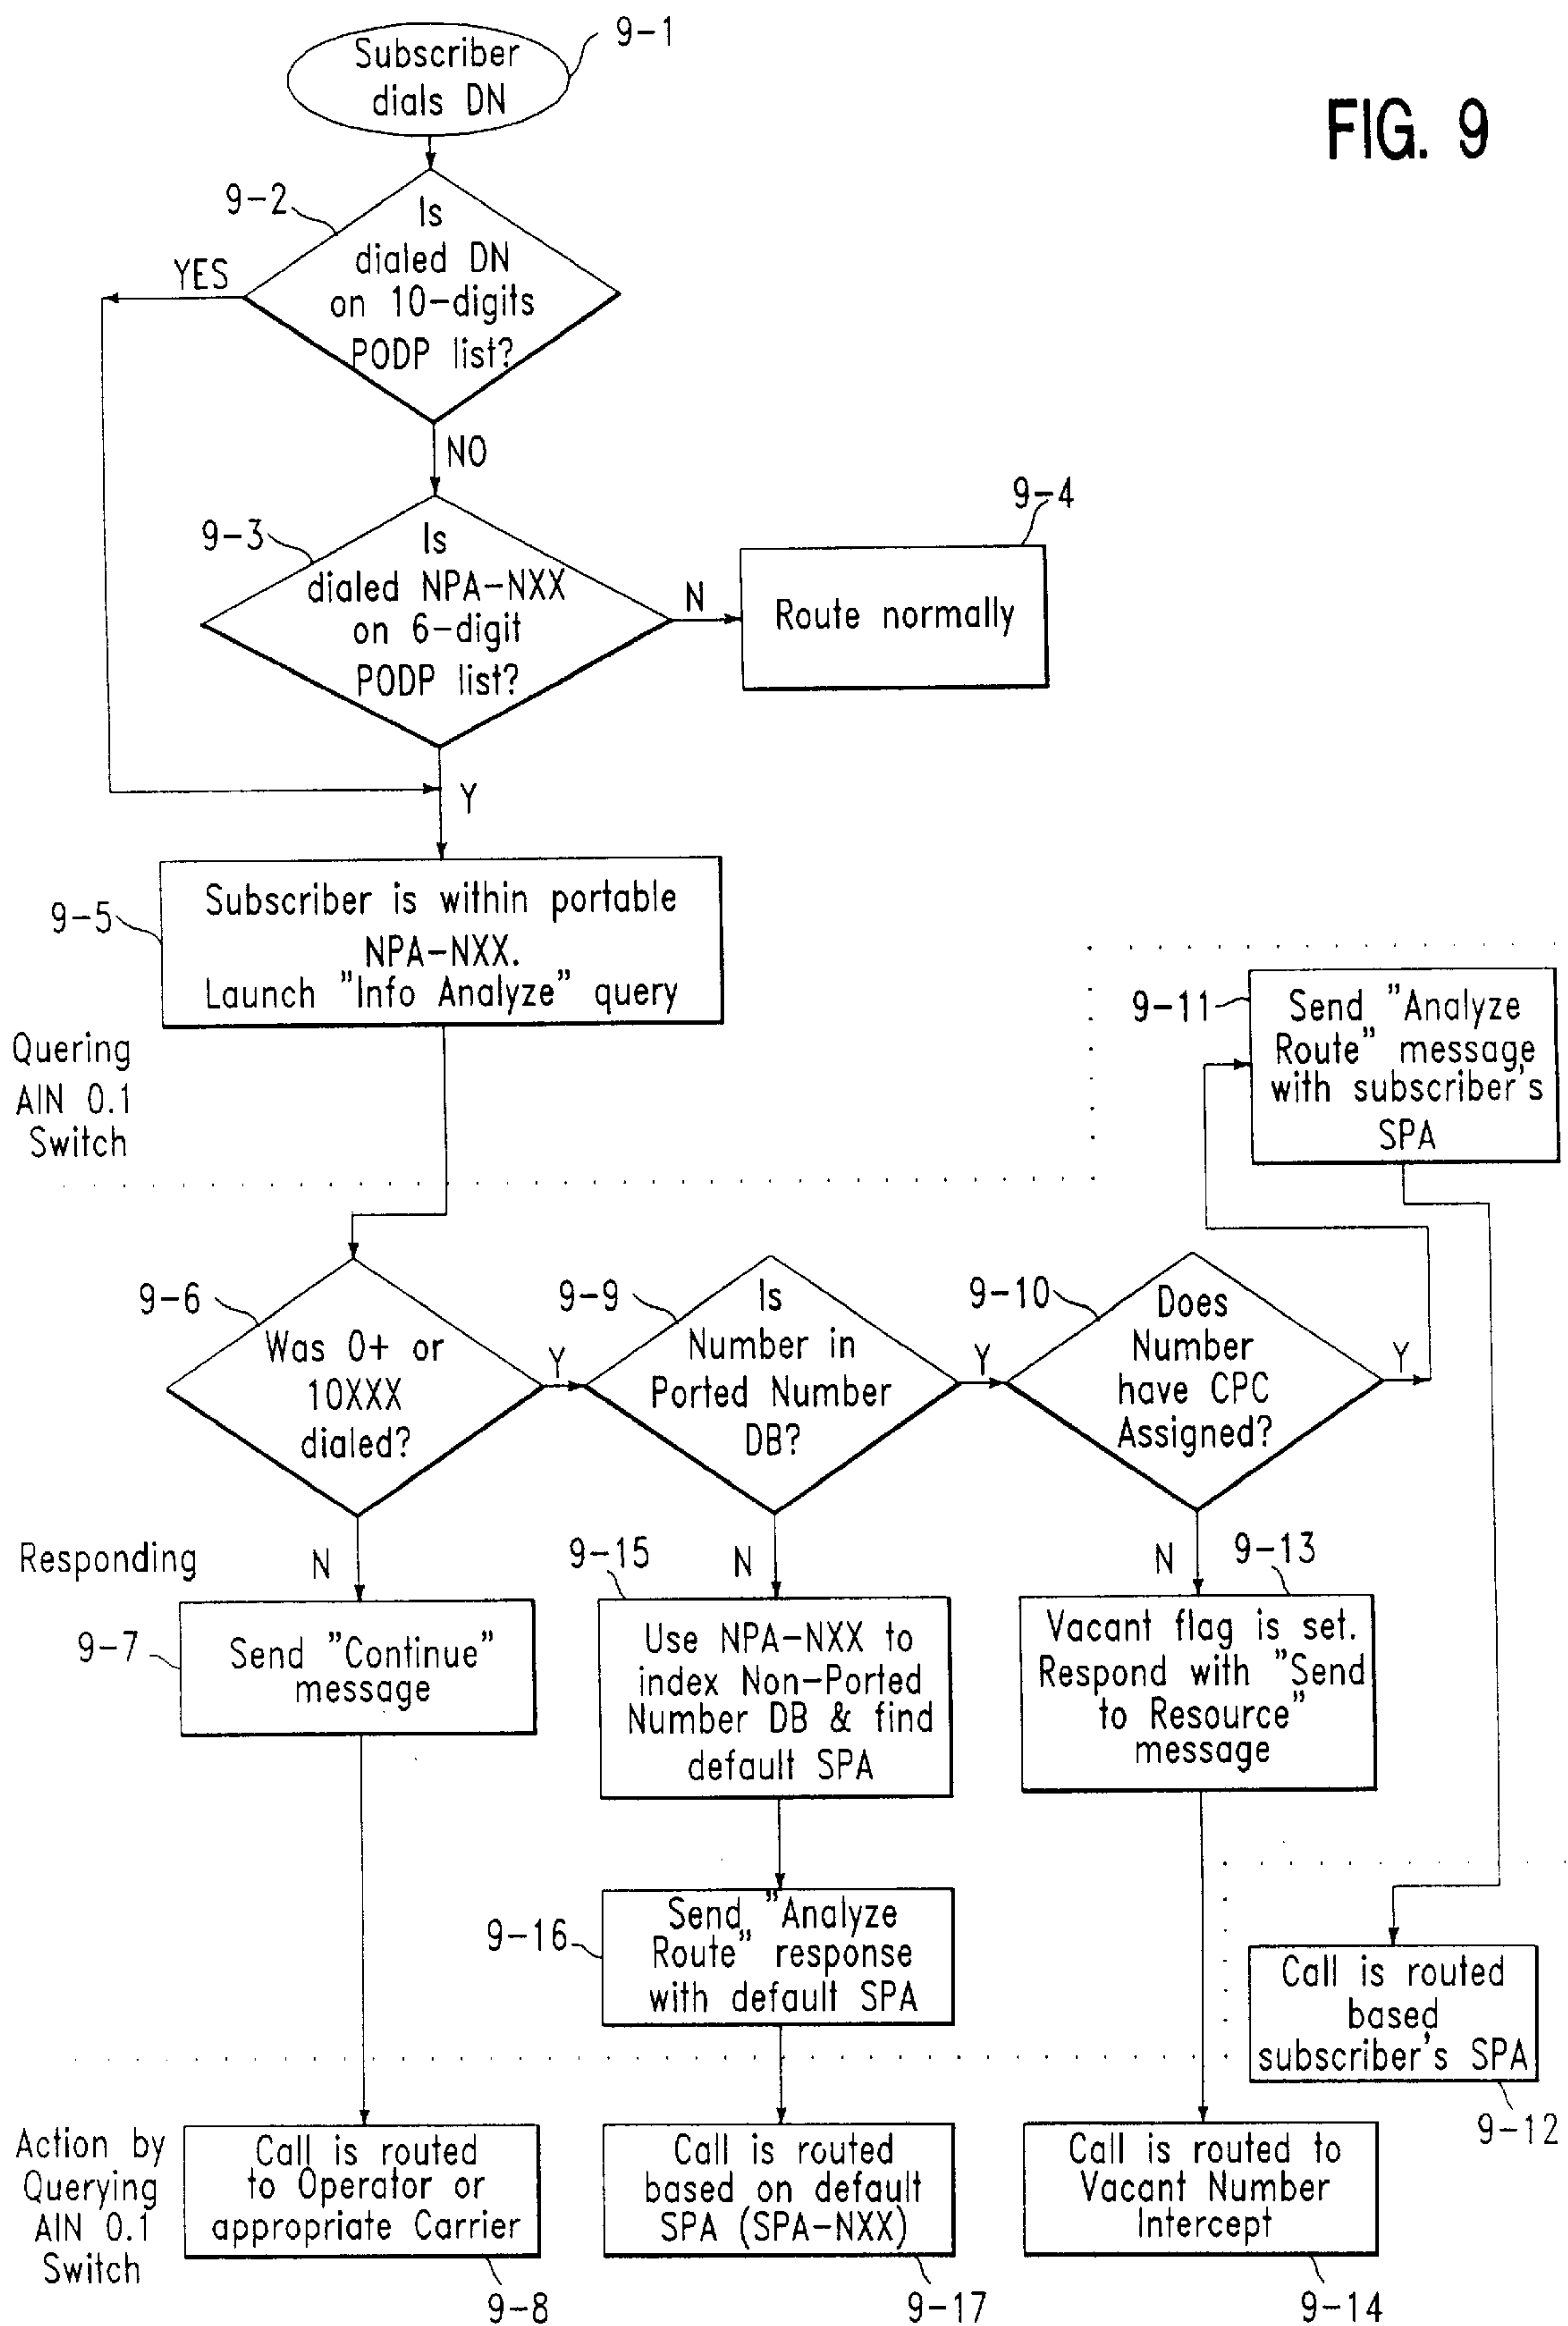 FIG. 9
9-1
Subscriber
dials DN
9-2
Is
dialed DN
on 10-digits
PODP list?
YES
NO
9-3
Is
dialed NPA-NXX
on 6-digit
PODP list?
N
9-4
Route normally
Y
9-5
Subscriber is within portable
NPA-NXX.
Launch "Info Analyze" query
Quering
AIN 0.1
Switch
9-11
Send "Analyze
Route" message
with subscriber's
SPA
9-6
Was 0+ or
10XXX
dialed?
Y
9-9
Is
Number in
Ported Number
DB?
Y
9-10
Does
Number
have CPC
Assigned?
Y
Responding
N
9-7
Send "Continue"
message
9-15
N
Use NPA-NXX to
index Non-Ported
Number DB & find
default SPA
N
9-13
Vacant flag is set.
Respond with "Send
to Resource"
message
9-16
Send "Analyze
Route" response
with default SPA
Call is routed
based
subscriber's SPA
9-12
Action by
Querying
AIN 0.1
Switch
Call is routed
to Operator or
appropriate Carrier
9-8
Call is routed
based on default
SPA (SPA-NXX)
9-17
Call is routed to
Vacant Number
Intercept
9-14